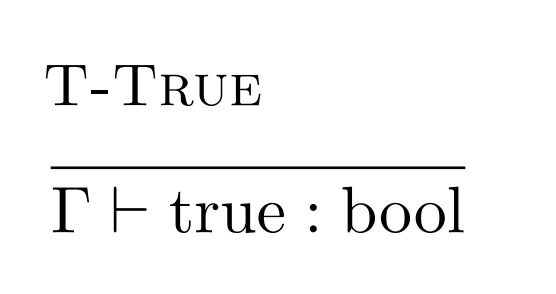 T-TRUE
Γ ⊢ true : bool